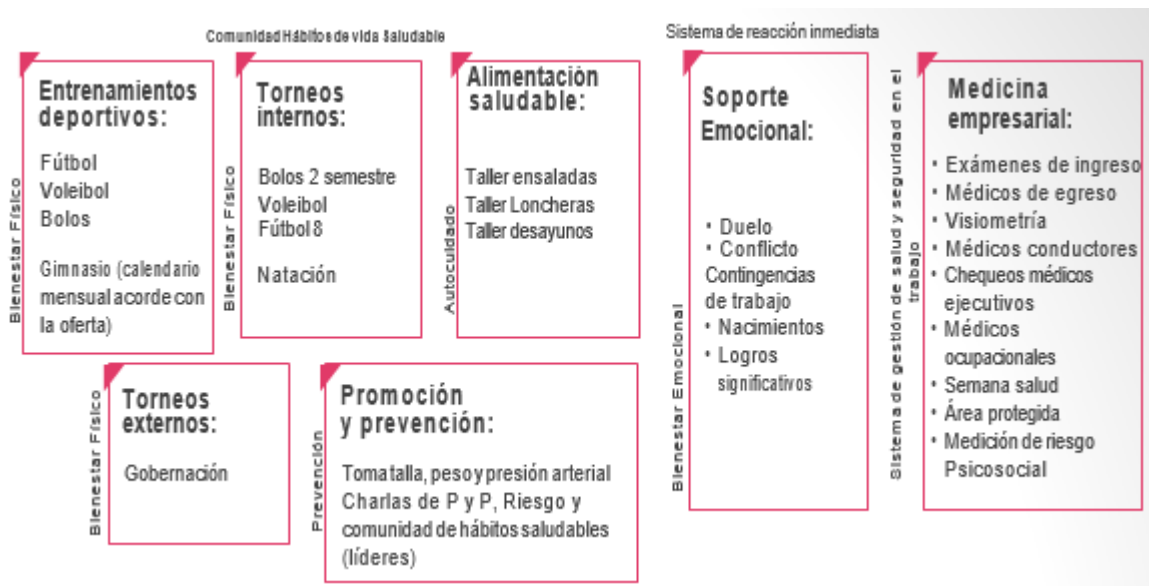 Comunidad Hábitos de vida Saludable
Sistema de reacción inmediata
Bienestar Físico
Entrenamientos
deportivos:
Fútbol
Voleibol
Bolos
Gimnasio (calendario
mensual acorde con
la oferta)
Bienestar Físico
Torneos
internos:
Bolos 2 semestre
Voleibol
Fútbol 8
Natación
Autocuidado
Alimentación
saludable:
Taller ensaladas
Taller Loncheras
Taller desayunos
Bienestar Físico
Torneos
externos:
Gobernación
Prevención
Promoción
y prevención:
Toma talla, peso y presión arterial
Charlas de P y P, Riesgo y
comunidad de hábitos saludables
(líderes)
Bienestar Emocional
Soporte
Emocional:
• Duelo
• Conflicto
Contingencias
de trabajo
• Nacimientos
• Logros
significativos
Sistema de gestión de salud y seguridad en el
trabajo
Medicina
empresarial:
• Exámenes de ingreso
• Médicos de egreso
• Visiometría
• Médicos conductores
• Chequeos médicos
ejecutivos
• Médicos
ocupacionales
• Semana salud
• Área protegida
• Medición de riesgo
Psicosocial